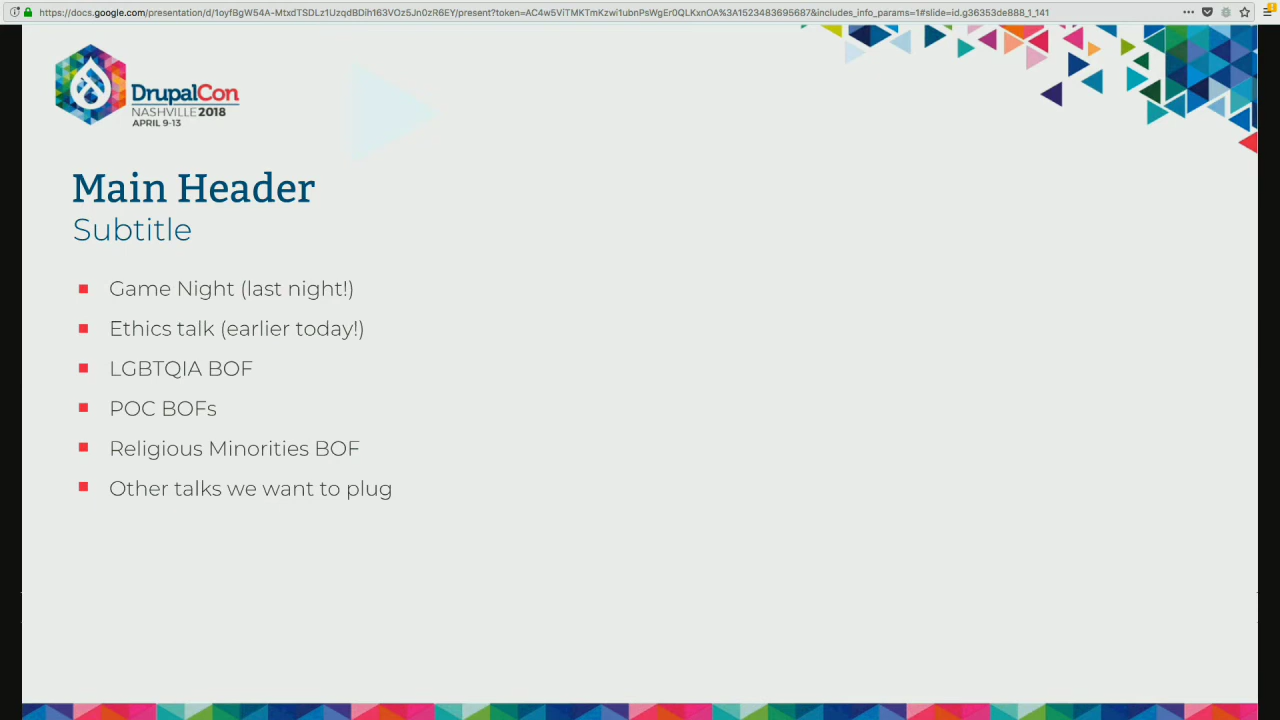 https://docs.google.com/presentation/d/1oyfBgW54A-MtxdTSDLz1UzqdBDih163VOz5Jn0zR6EY/present?token=AC4w5ViTMKTmKzwi1ubnPsWgEr0QLKxnOA%3A1523483695687&includes_info_params=1#slide=id.g36353de888_1_141
DrupalCon
NASHVILLE 2018
APRIL 9-13
Main Header
Subtitle
Game Night (last night!)
Ethics talk (earlier today!)
LGBTQIA BOF
POC BOFs
Religious Minorities BOF
Other talks we want to plug